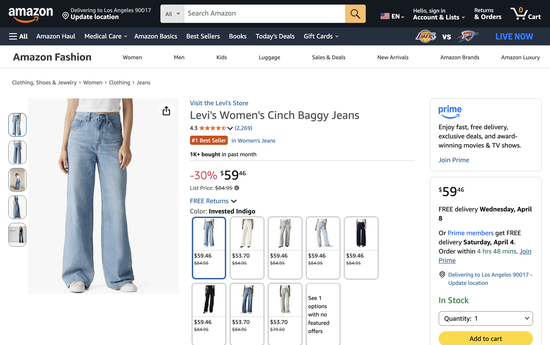 amazon
Delivering to Los Angeles 90017
Update location
All
Search Amazon
EN
Hello, sign in
Account & Lists
Returns
& Orders
0
Cart
All
Amazon Haul
Medical Care
Amazon Basics
Best Sellers
Books
Today's Deals
Gift Cards
VS
LIVE NOW
Amazon Fashion
Women
Men
Kids
Luggage
Sales & Deals
New Arrivals
Amazon Brands
Amazon Luxury
Clothing, Shoes & Jewelry › Women › Clothing › Jeans
Visit the Levi's Store
Levi's Women's Cinch Baggy Jeans
4.3 (2,269)
#1 Best Seller in Women's Jeans
1K+ bought in past month
-30% $59 46
List Price: $84.95
FREE Returns
Color: Invested Indigo
$59.46 $53.70 $59.46 $59.46 $59.46
$84.95 $84.95 $84.95 $84.95 $84.95
$59.46 $53.70 $53.70
$84.95 $84.95 $79.50
See 1
options with
no featured
offers
prime
Enjoy fast, free delivery,
exclusive deals, and award-
winning movies & TV shows.
Join Prime
$59 46
FREE delivery Wednesday, April
8
Or Prime members get FREE
delivery Saturday, April 4.
Order within 4 hrs 48 mins. Join
Prime
Delivering to Los Angeles 90017 -
Update location
In Stock
Quantity: 1
Add to cart